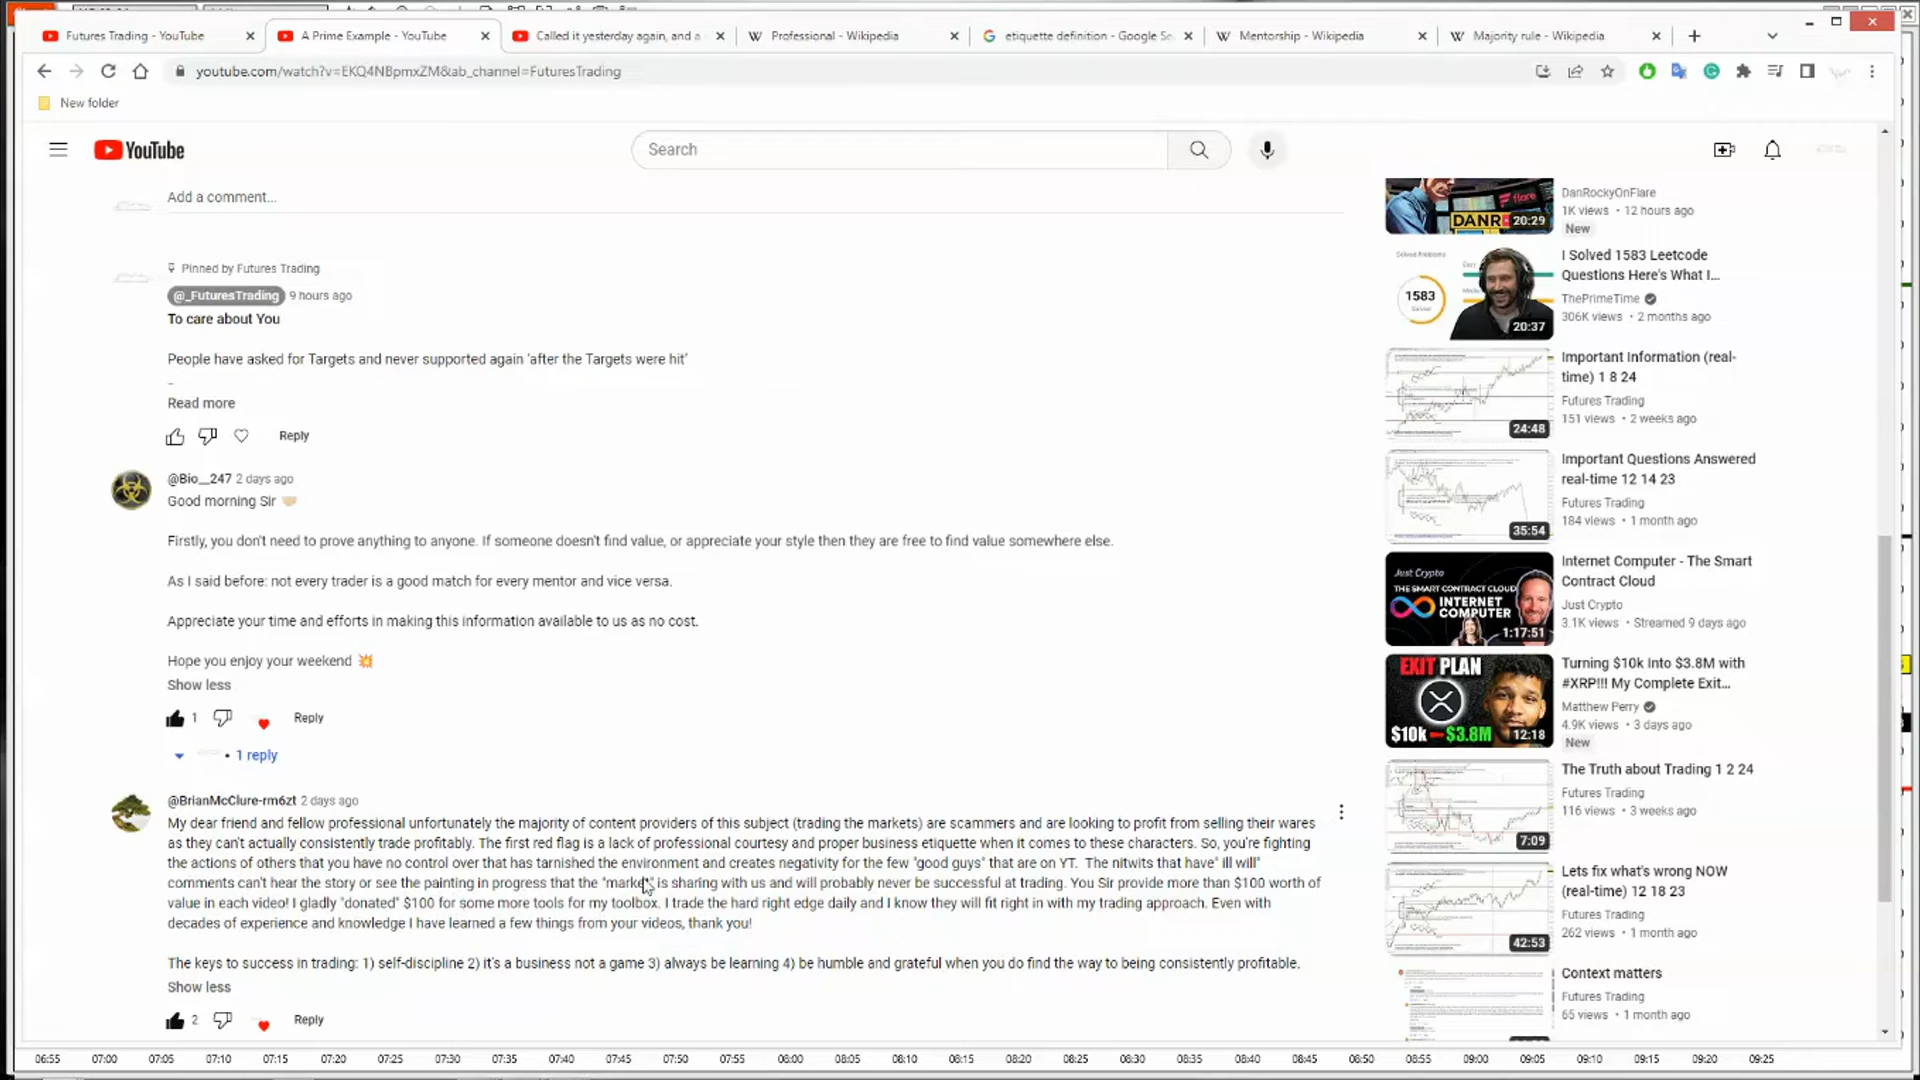 Futures Trading - YouTube
A Prime Example - YouTube
Called it yesterday again, and a
Professional - Wikipedia
etiquette definition - Google Se
Mentorship - Wikipedia
Majority rule - Wikipedia
youtube.com/watch?v=EKQ4NBpmxZM&ab_channel=FuturesTrading
New folder
YouTube
Search
Add a comment...
Pinned by Futures Trading
@_FuturesTrading 9 hours ago
To care about You
People have asked for Targets and never supported again 'after the Targets were hit'
-
Read more
Reply
@Bio__247 2 days ago
Good morning Sir
Firstly, you don't need to prove anything to anyone. If someone doesn't find value, or appreciate your style then they are free to find value somewhere else.
As I said before: not every trader is a good match for every mentor and vice versa.
Appreciate your time and efforts in making this information available to us as no cost.
Hope you enjoy your weekend 💥
Show less
1 Reply
• 1 reply
@BrianMcClure-rm6zt 2 days ago
My dear friend and fellow professional unfortunately the majority of content providers of this subject (trading the markets) are scammers and are looking to profit from selling their wares
as they can't actually consistently trade profitably. The first red flag is a lack of professional courtesy and proper business etiquette when it comes to these characters. So, you're fighting
the actions of others that you have no control over that has tarnished the environment and creates negativity for the few "good guys" that are on YT. The nitwits that have" ill will"
comments can't hear the story or see the painting in progress that the "market" is sharing with us and will probably never be successful at trading. You Sir provide more than $100 worth of
value in each video! I gladly "donated" $100 for some more tools for my toolbox. I trade the hard right edge daily and I know they will fit right in with my trading approach. Even with
decades of experience and knowledge I have learned a few things from your videos, thank you!
The keys to success in trading: 1) self-discipline 2) it's a business not a game 3) always be learning 4) be humble and grateful when you do find the way to being consistently profitable.
Show less
2 Reply
flare
DANR
20:29
DanRockyOnFlare
1K views • 12 hours ago
New
Solved Problems
1583
20:37
I Solved 1583 Leetcode
Questions Here's What I...
ThePrimeTime
306K views • 2 months ago
24:48
Important Information (real-
time) 1 8 24
Futures Trading
151 views • 2 weeks ago
35:54
Important Questions Answered
real-time 12 14 23
Futures Trading
184 views • 1 month ago
Just Crypto
THE SMART CONTRACT CLOUD
INTERNET
COMPUTER
1:17:51
Internet Computer - The Smart
Contract Cloud
Just Crypto
3.1K views • Streamed 9 days ago
EXIT PLAN
$10k $3.8M
12:18
Turning $10k Into $3.8M with
#XRP!!! My Complete Exit...
Matthew Perry
4.9K views • 3 days ago
New
7:09
The Truth about Trading 1 2 24
Futures Trading
116 views • 3 weeks ago
42:53
Lets fix what's wrong NOW
(real-time) 12 18 23
Futures Trading
262 views • 1 month ago
Context matters
Futures Trading
65 views • 1 month ago
06:55 07:00 07:05 07:10 07:15 07:20 07:25 07:30 07:35 07:40 07:45 07:50 07:55 08:00 08:05 08:10 08:15 08:20 08:25 08:30 08:35 08:40 08:45 08:50 08:55 09:00 09:05 09:10 09:15 09:20 09:25